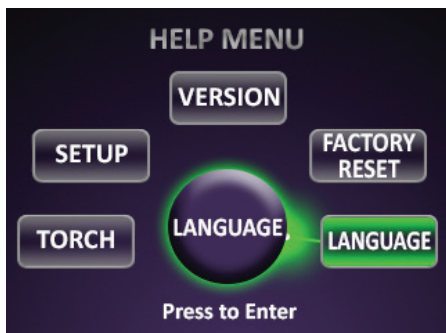 HELP MENU
VERSION
SETUP
FACTORY
RESET
TORCH
LANGUAGE
LANGUAGE
Press to Enter